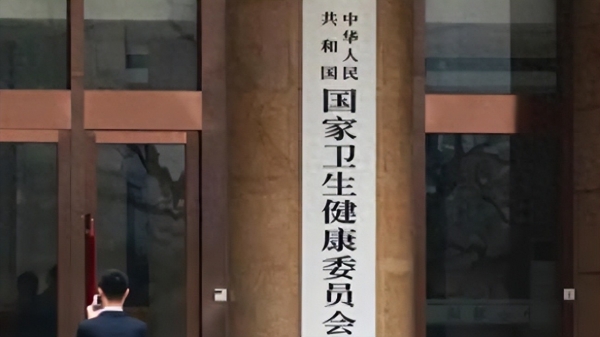 中华人民
共和国
国家卫生健康委员会